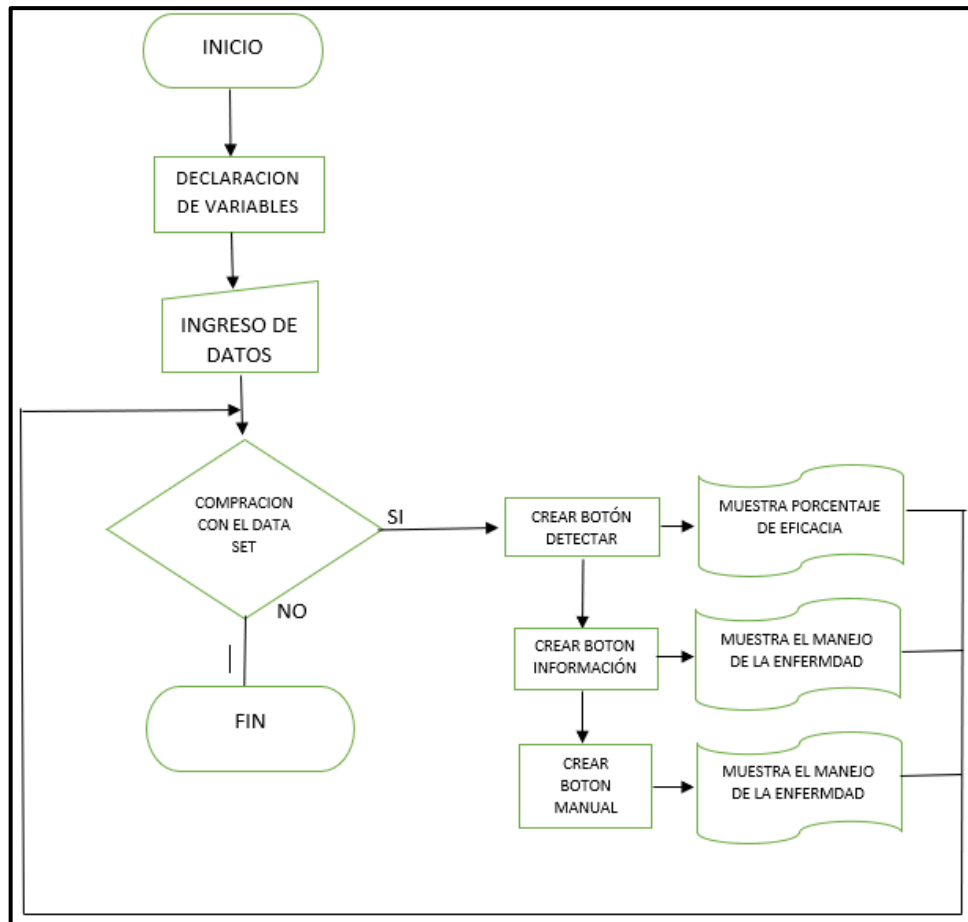 INICIO
DECLARACION
DE VARIABLES
INGRESO DE
DATOS
COMPRACION
CON EL DATA
SET
SI
NO
FIN
CREAR BOTÓN
DETECTAR
MUESTRA PORCENTAJE
DE EFICACIA
CREAR BOTON
INFORMACIÓN
MUESTRA EL MANEJO
DE LA ENFERMDAD
CREAR
BOTON
MANUAL
MUESTRA EL MANEJO
DE LA ENFERMDAD